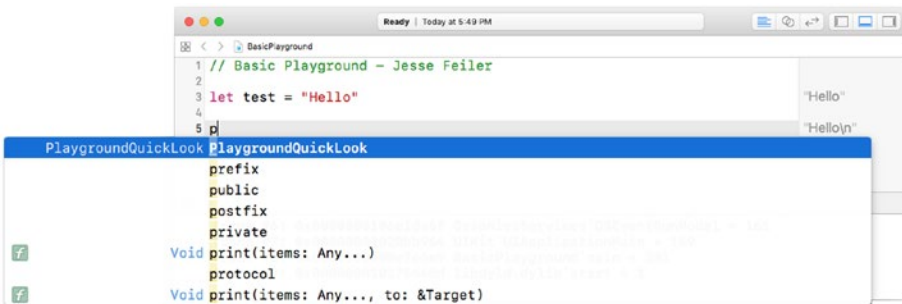 Ready | Today at 5:49 PM
BasicPlayground
1 // Basic Playground – Jesse Feiler
2
3 let test = "Hello" "Hello"
4
5 p "Hello\n"
PlaygroundQuickLook PlaygroundQuickLook
prefix
public
postfix
private
f Void print(items: Any...)
protocol
f Void print(items: Any..., to: &Target)